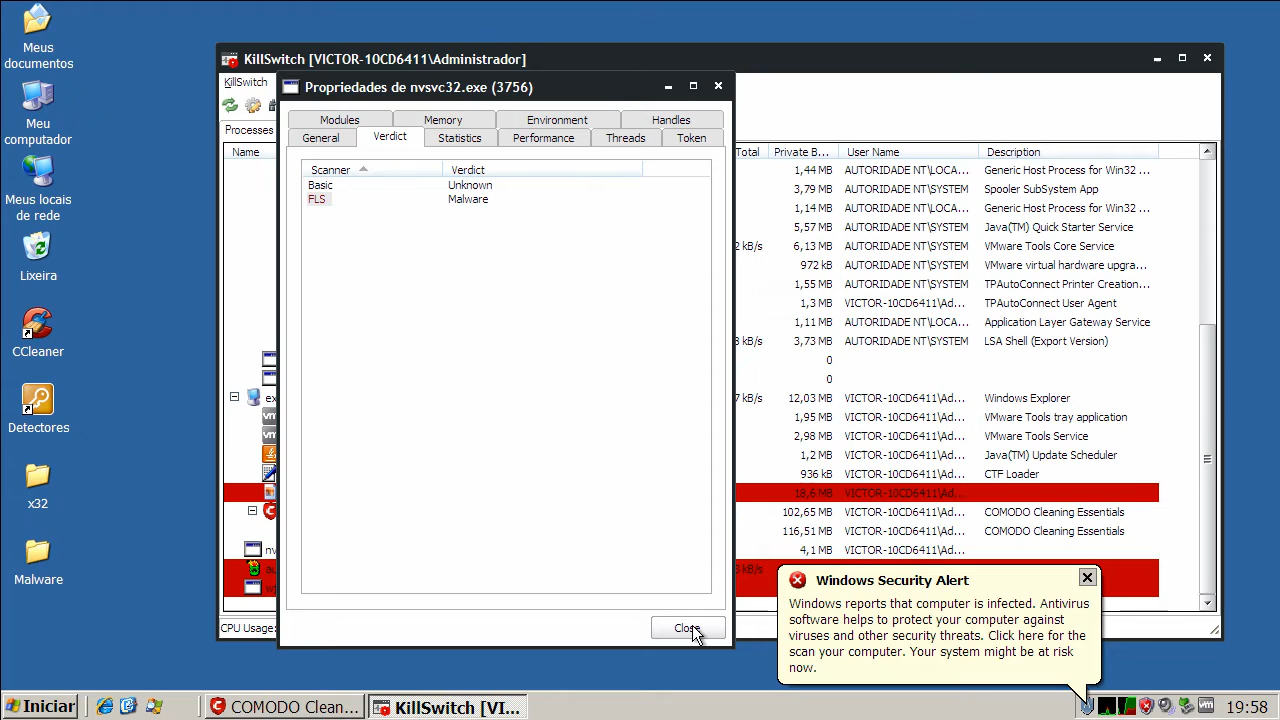 Meus
documentos
Meu
computador
Meus locais
de rede
Lixeira
CCleaner
Detectores
x32
Malware
KillSwitch [VICTOR-10CD6411\Administrador]
KillSwitch
Processes
Name
Total
Private B...
User Name
Description
1,44 MB AUTORIDADE NT\LOCA... Generic Host Process for Win32 ...
3,79 MB AUTORIDADE NT\SYSTEM Spooler SubSystem App
1,14 MB AUTORIDADE NT\LOCA... Generic Host Process for Win32 ...
5,57 MB AUTORIDADE NT\SYSTEM Java(TM) Quick Starter Service
2 kB/s 6,13 MB AUTORIDADE NT\SYSTEM VMware Tools Core Service
972 kB AUTORIDADE NT\SYSTEM VMware virtual hardware upgra...
1,55 MB AUTORIDADE NT\SYSTEM TPAutoConnect Printer Creation...
1,3 MB VICTOR-10CD6411\Ad... TPAutoConnect User Agent
1,11 MB AUTORIDADE NT\LOCA... Application Layer Gateway Service
3 kB/s 3,73 MB AUTORIDADE NT\SYSTEM LSA Shell (Export Version)
0
0
ex 7 kB/s 12,03 MB VICTOR-10CD6411\Ad... Windows Explorer
1,95 MB VICTOR-10CD6411\Ad... VMware Tools tray application
2,98 MB VICTOR-10CD6411\Ad... VMware Tools Service
1,2 MB VICTOR-10CD6411\Ad... Java(TM) Update Scheduler
936 kB VICTOR-10CD6411\Ad... CTF Loader
18,6 MB VICTOR-10CD6411\Ad...
102,65 MB VICTOR-10CD6411\Ad... COMODO Cleaning Essentials
116,51 MB VICTOR-10CD6411\Ad... COMODO Cleaning Essentials
nv 4,1 MB VICTOR-10CD6411\Ad...
CPU Usage:
Propriedades de nvsvc32.exe (3756)
Modules Memory Environment Handles
General Verdict Statistics Performance Threads Token
Scanner Verdict
Basic Unknown
FLS Malware
Close
Windows Security Alert
Windows reports that computer is infected. Antivirus
software helps to protect your computer against
viruses and other security threats. Click here for the
scan your computer. Your system might be at risk
now.
Iniciar
COMODO Clean...
KillSwitch [VI...
19:58